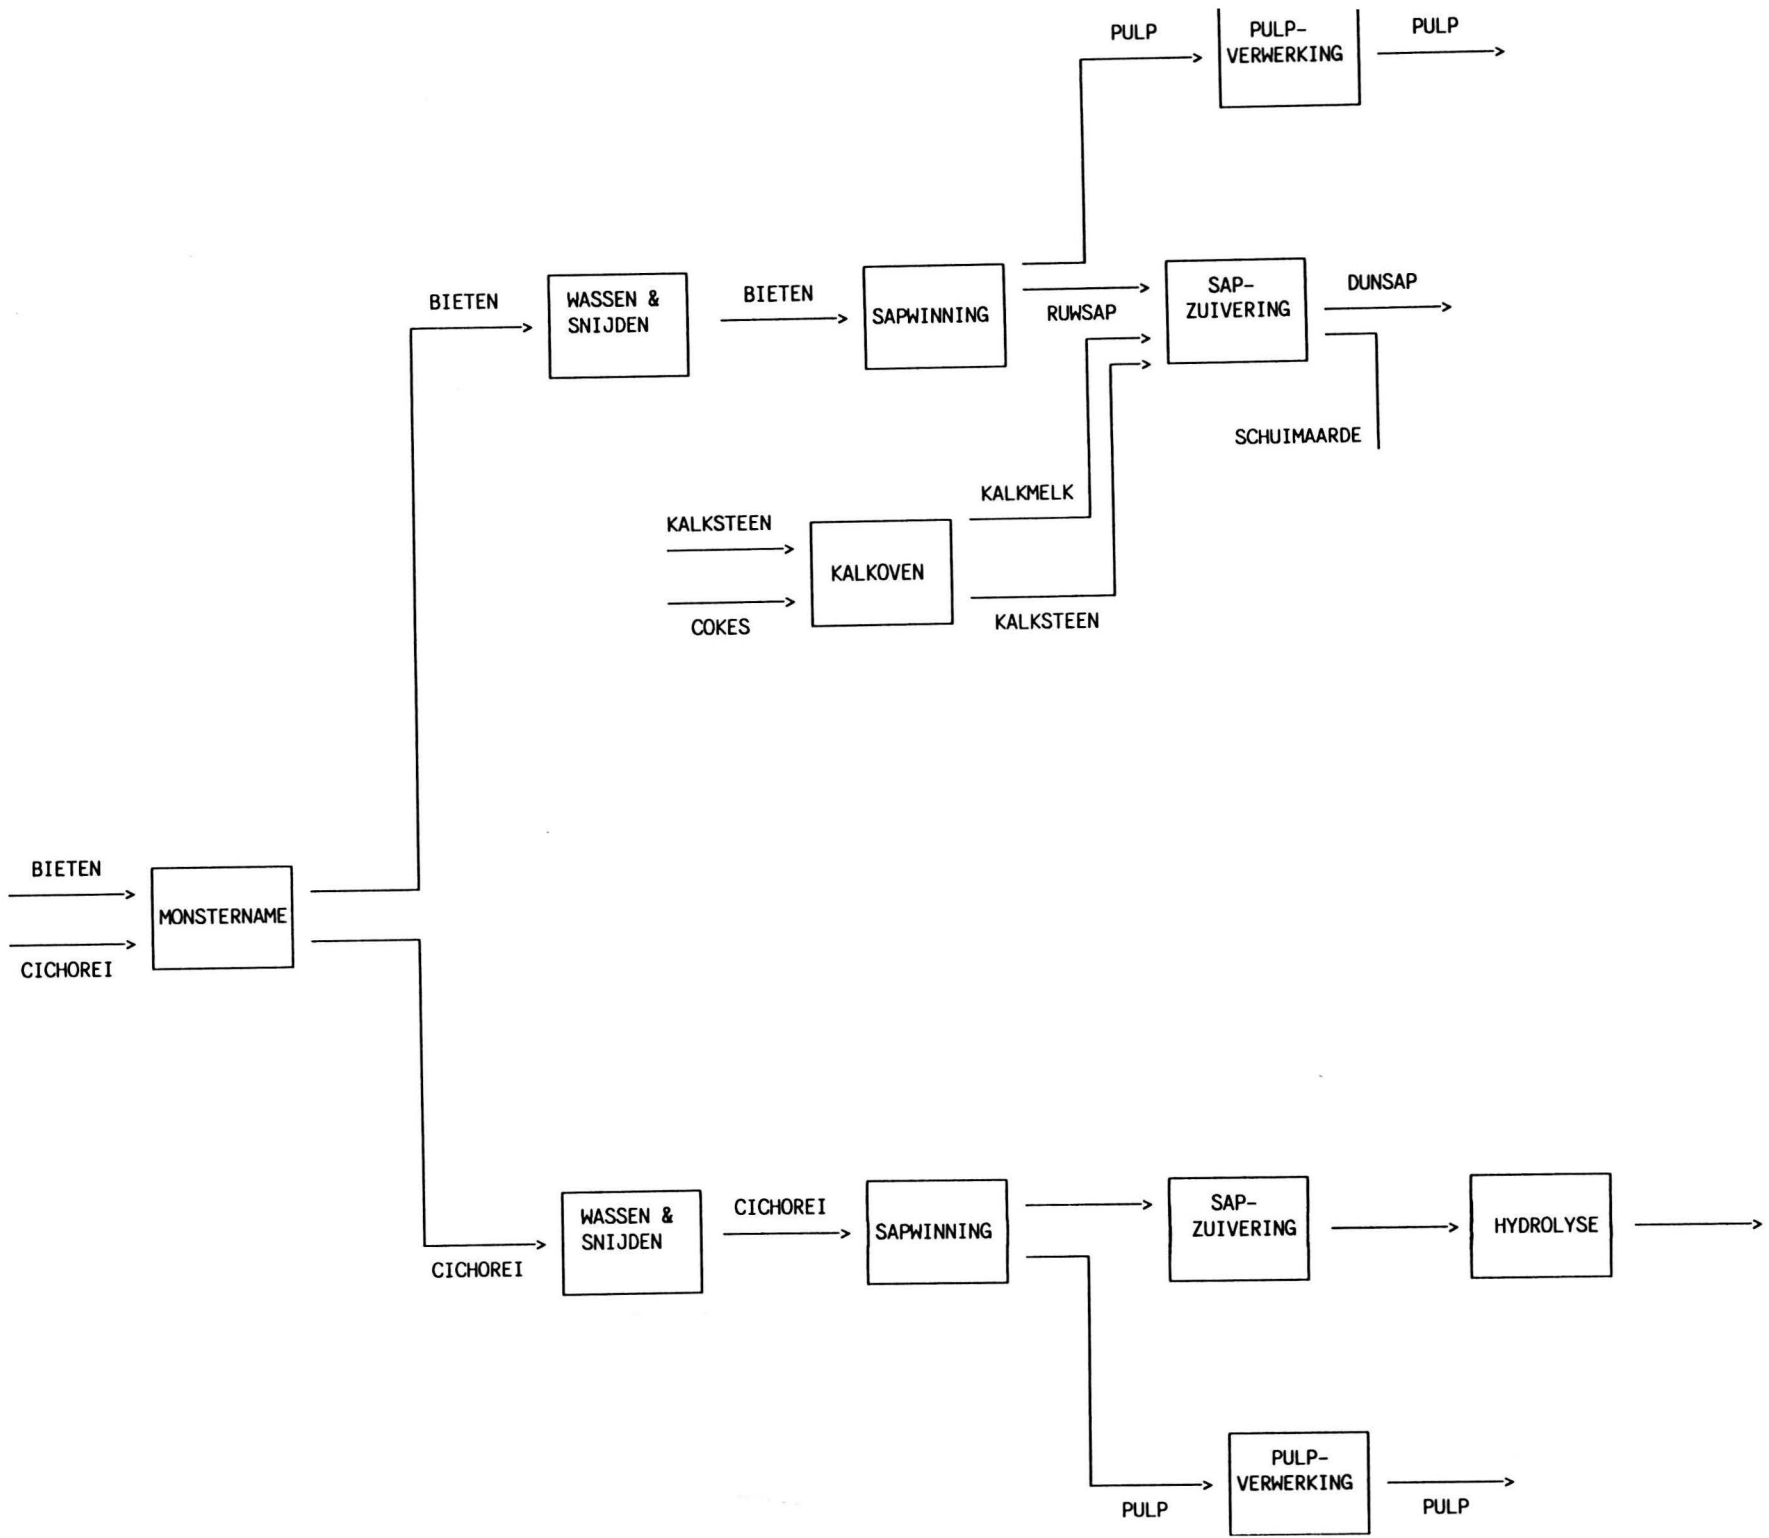 PULP
PULP-
VERWERKING
PULP
BIETEN
WASSEN &
SNIJDEN
BIETEN
SAPWINNING
RUWSAP
SAP-
ZUIVERING
DUNSAP
SCHUIMAARDE
KALKSTEEN
COKES
KALKOVEN
KALKMELK
KALKSTEEN
BIETEN
CICHOREI
MONSTERNAME
CICHOREI
WASSEN &
SNIJDEN
CICHOREI
SAPWINNING
SAP-
ZUIVERING
HYDROLYSE
PULP
PULP-
VERWERKING
PULP